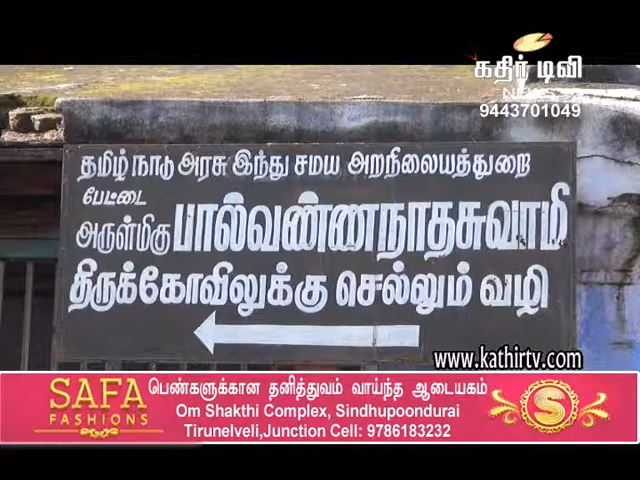 கதிர் டிவி
NEWS
9443701049
தமிழ் நாடு அரசு இந்து சமய அறநிலையத்துறை
பேட்டை
அருள்மிகு பால்வண்ணநாதசுவாமி
திருக்கோவிலுக்கு செல்லும் வழி
www.kathirtv.com
SAFA
FASHIONS
பெண்களுக்கான தனித்துவம் வாய்ந்த ஆடையகம்
Om Shakthi Complex, Sindhupoondurai
Tirunelveli,Junction Cell: 9786183232
S